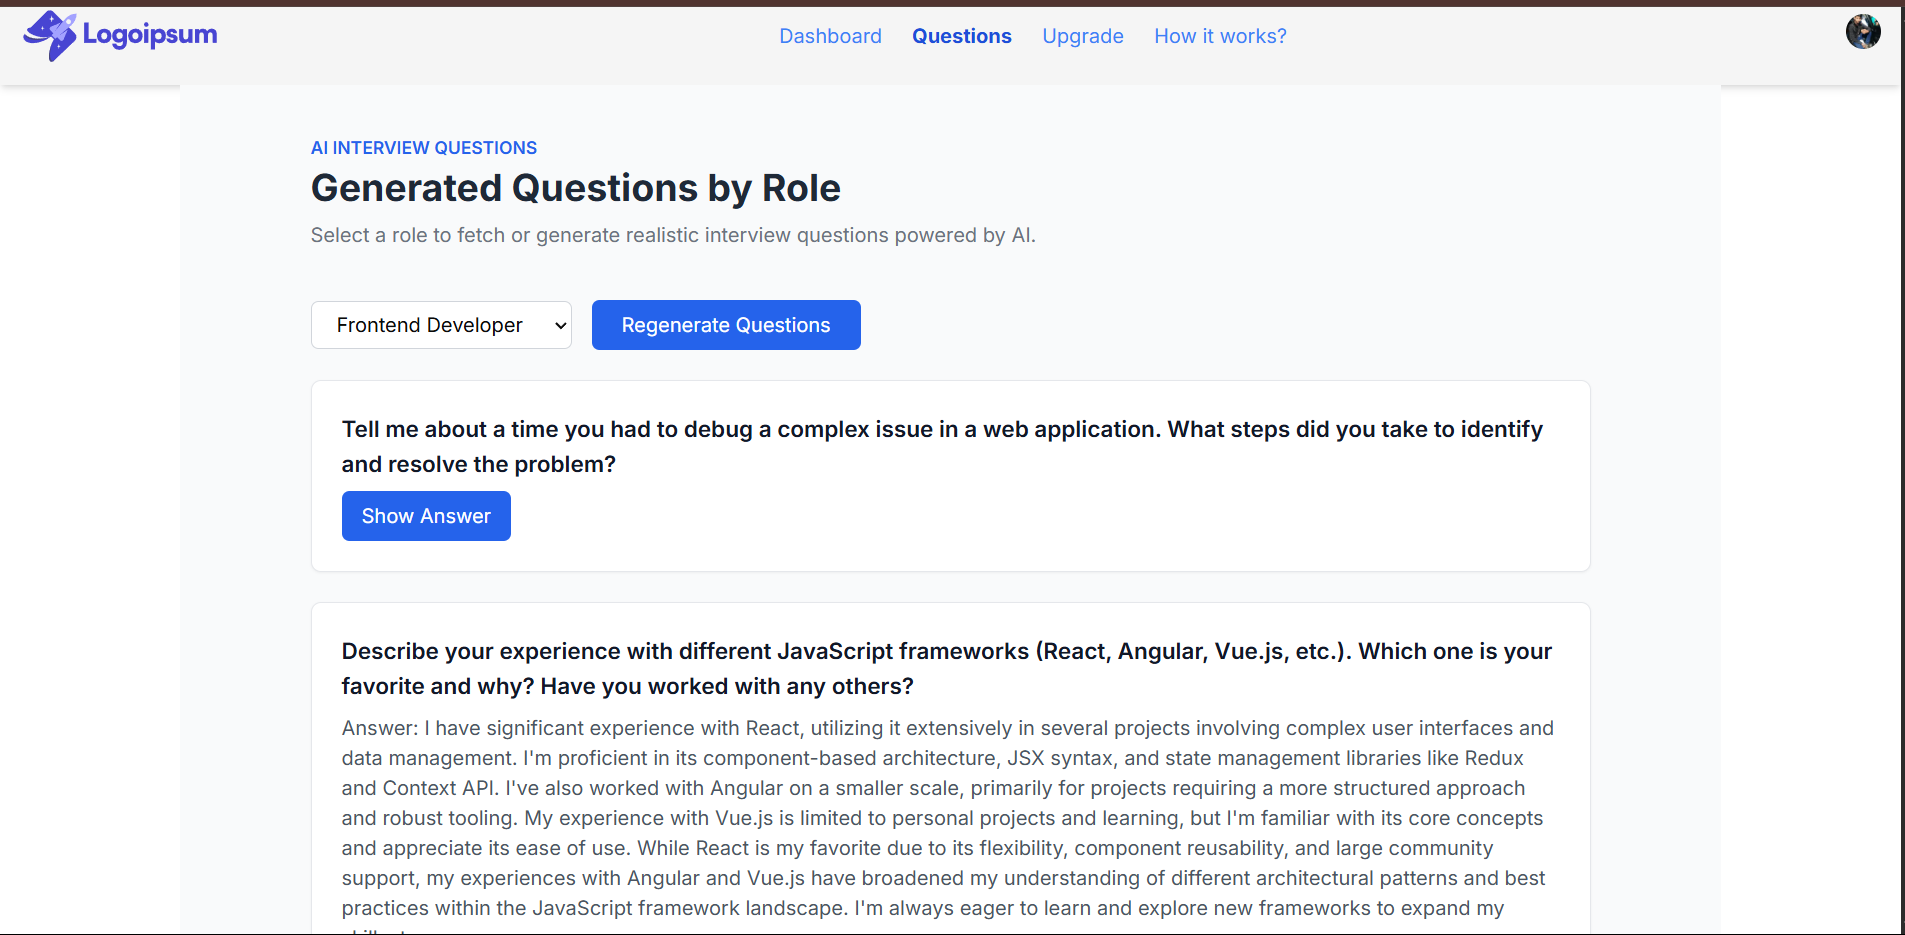 Logoipsum
Dashboard Questions Upgrade How it works?
AI INTERVIEW QUESTIONS
Generated Questions by Role
Select a role to fetch or generate realistic interview questions powered by AI.
Frontend Developer
Regenerate Questions
Tell me about a time you had to debug a complex issue in a web application. What steps did you take to identify
and resolve the problem?
Show Answer
Describe your experience with different JavaScript frameworks (React, Angular, Vue.js, etc.). Which one is your
favorite and why? Have you worked with any others?
Answer: I have significant experience with React, utilizing it extensively in several projects involving complex user interfaces and
data management. I'm proficient in its component-based architecture, JSX syntax, and state management libraries like Redux
and Context API. I've also worked with Angular on a smaller scale, primarily for projects requiring a more structured approach
and robust tooling. My experience with Vue.js is limited to personal projects and learning, but I'm familiar with its core concepts
and appreciate its ease of use. While React is my favorite due to its flexibility, component reusability, and large community
support, my experiences with Angular and Vue.js have broadened my understanding of different architectural patterns and best
practices within the JavaScript framework landscape. I'm always eager to learn and explore new frameworks to expand my